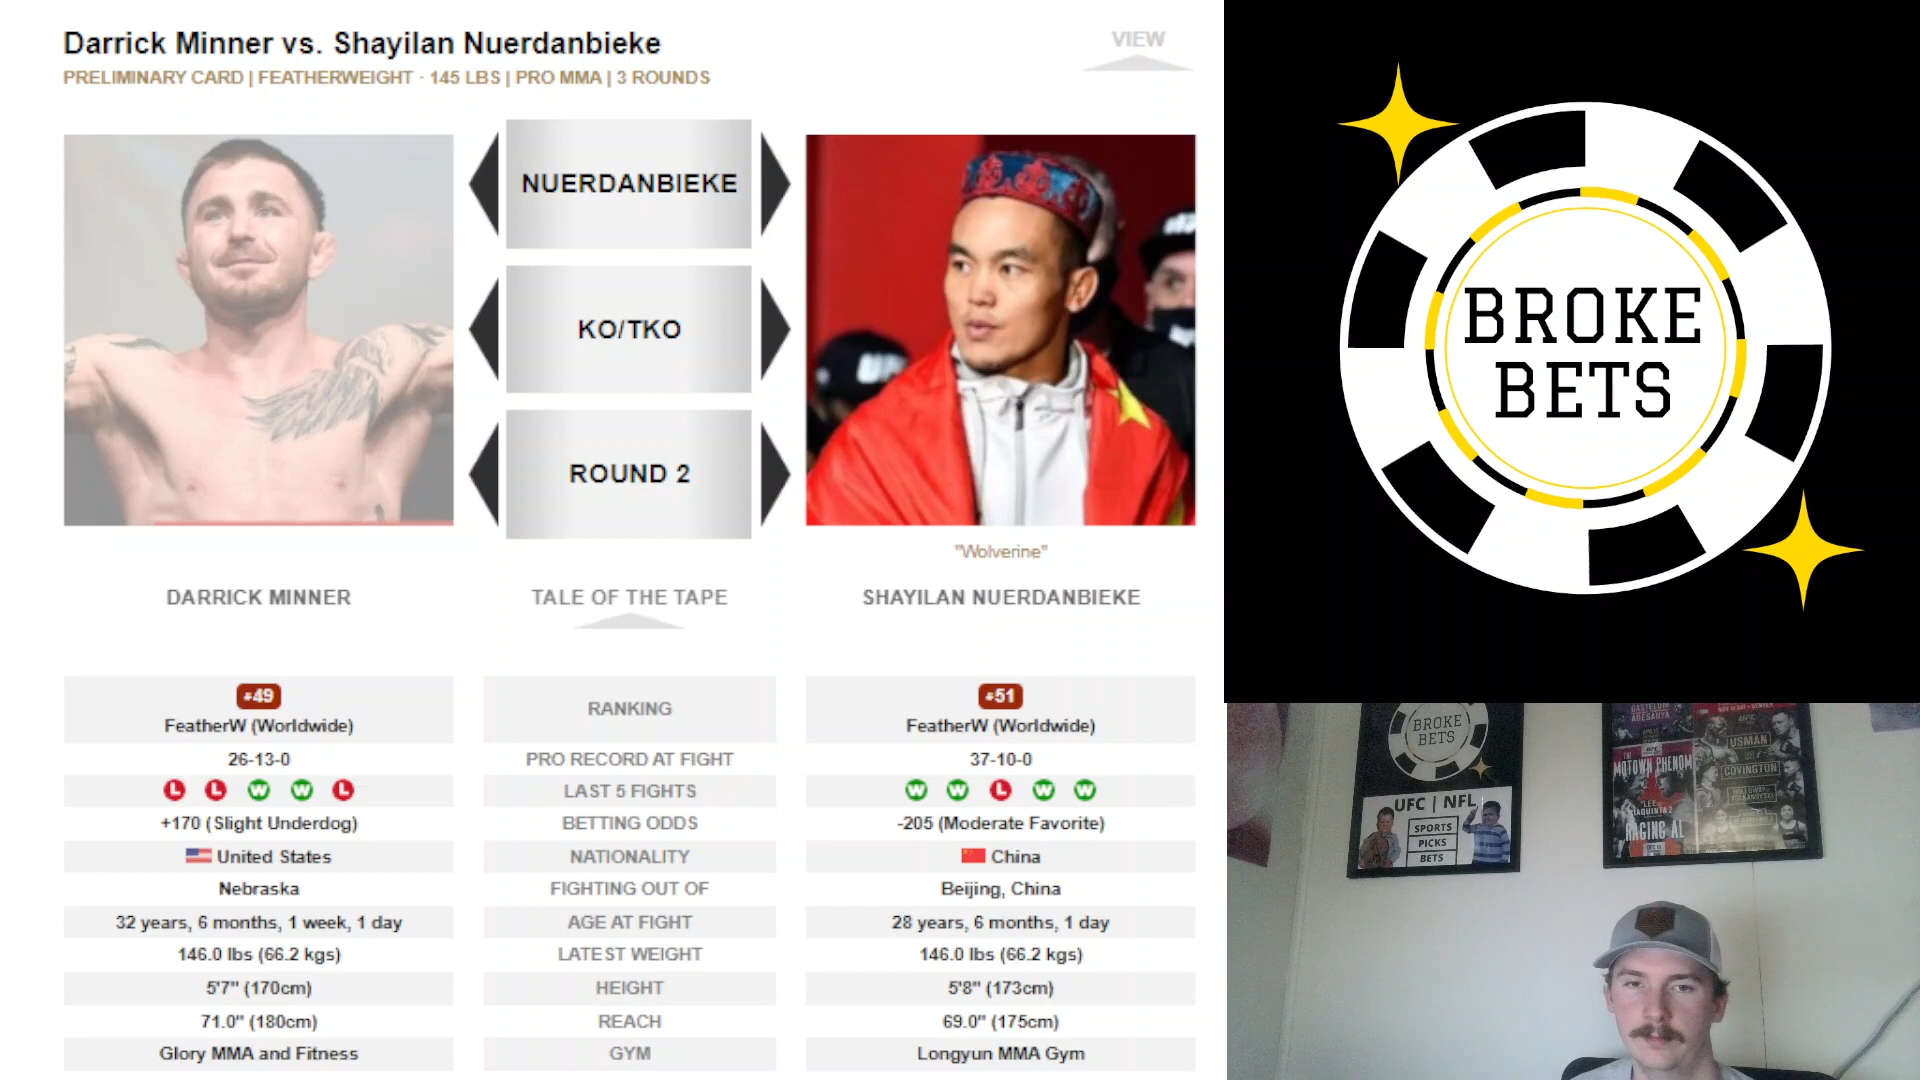 Darrick Minner vs. Shayilan Nuerdanbieke
PRELIMINARY CARD | FEATHERWEIGHT · 145 LBS | PRO MMA | 3 ROUNDS
VIEW
NUERDANBIEKE
KO/TKO
ROUND 2
"Wolverine"
DARRICK MINNER
TALE OF THE TAPE
SHAYILAN NUERDANBIEKE
#49
FeatherW (Worldwide)
RANKING
#51
FeatherW (Worldwide)
26-13-0
PRO RECORD AT FIGHT
37-10-0
L L W W L
LAST 5 FIGHTS
W W L W W
+170 (Slight Underdog)
BETTING ODDS
-205 (Moderate Favorite)
United States
NATIONALITY
China
Nebraska
FIGHTING OUT OF
Beijing, China
32 years, 6 months, 1 week, 1 day
AGE AT FIGHT
28 years, 6 months, 1 day
146.0 lbs (66.2 kgs)
LATEST WEIGHT
146.0 lbs (66.2 kgs)
5'7" (170cm)
HEIGHT
5'8" (173cm)
71.0" (180cm)
REACH
69.0" (175cm)
Glory MMA and Fitness
GYM
Longyun MMA Gym
BROKE
BETS
BROKE
BETS
UFC | NFL
SPORTS
PICKS
BETS
GASTELUM
ADESANYA
MOTOWN PHENOM
LEE
IAQUINTA 2
RAGING AL
USMAN
COVINGTON